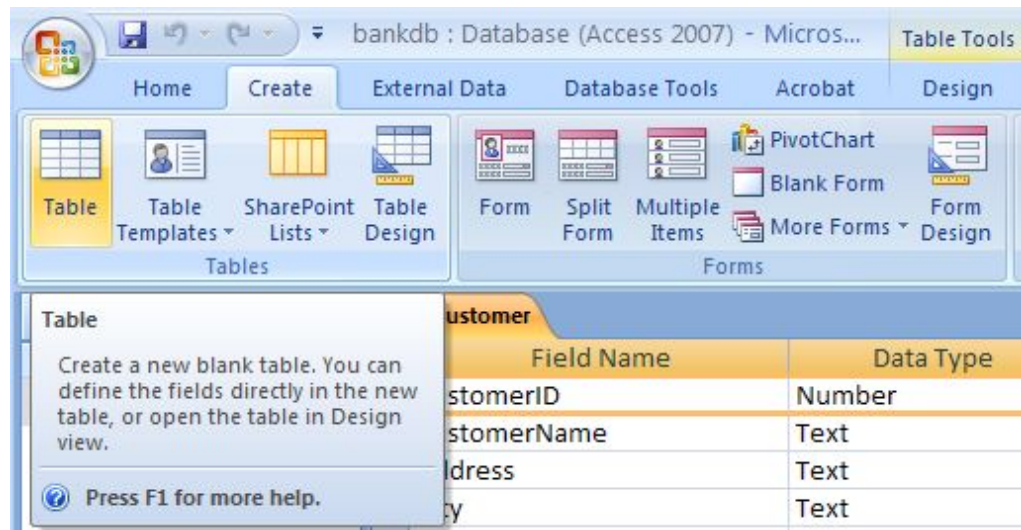 bankdb : Database (Access 2007) - Micros...
Table Tools
Home Create External Data Database Tools Acrobat Design
Table
Table Templates
SharePoint Lists
Table Design
Tables
Form
Split Form
Multiple Items
PivotChart
Blank Form
More Forms
Form Design
Forms
Table
Create a new blank table. You can
define the fields directly in the new
table, or open the table in Design
view.
Press F1 for more help.
ustomer
Field Name Data Type
stomerID Number
stomerName Text
ldress Text
ty Text